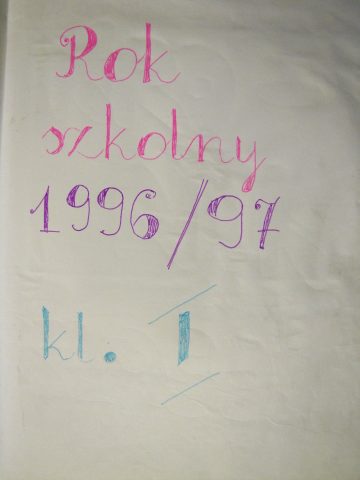 Rok
szkolny
1996/97
kl. I